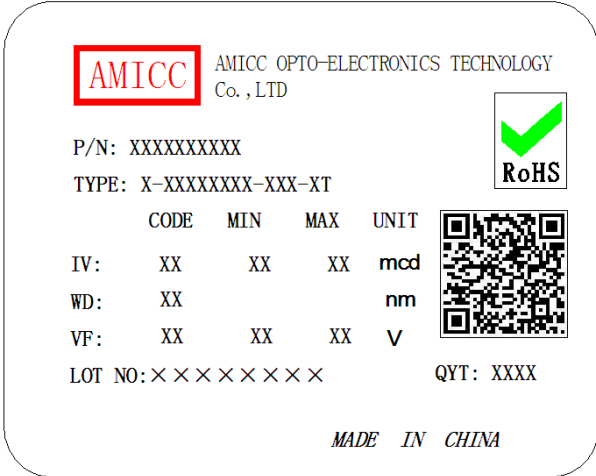 AMICC
AMICC OPTO-ELECTRONICS TECHNOLOGY
Co.,LTD
RoHS
P/N: XXXXXXXXXX
TYPE: X-XXXXXXXX-XXX-XT
CODE MIN MAX UNIT
IV: XX XX XX mcd
WD: XX nm
VF: XX XX XX V
LOT NO:×××××××× QYT: XXXX
MADE IN CHINA